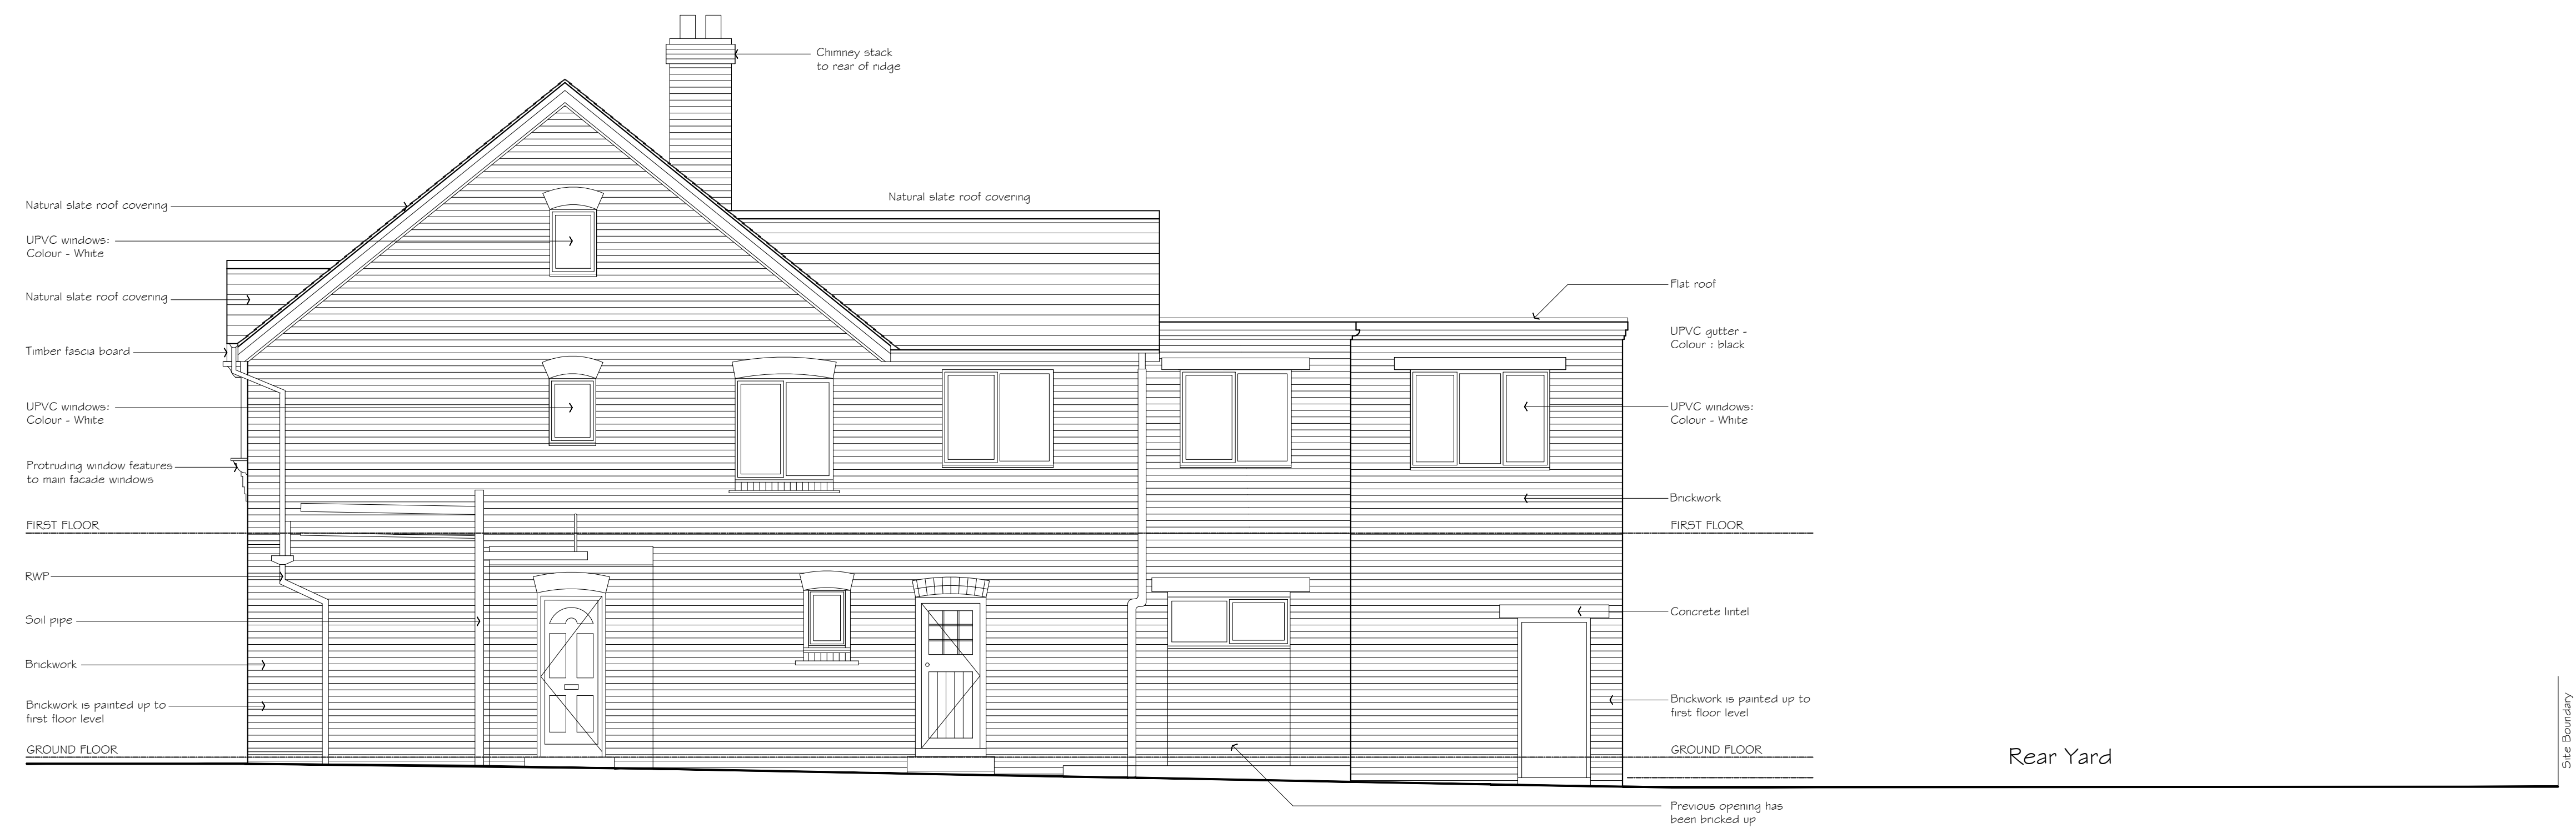 Chimney stack
to rear of ridge
Natural slate roof covering
Natural slate roof covering
UPVC windows:
Colour - White
Natural slate roof covering
Timber fascia board
UPVC windows:
Colour - White
Protruding window features
to main facade windows
FIRST FLOOR
RWP
Soil pipe
Brickwork
Brickwork is painted up to
first floor level
GROUND FLOOR
Flat roof
UPVC gutter -
Colour : black
UPVC windows:
Colour - White
Brickwork
FIRST FLOOR
Concrete lintel
Brickwork is painted up to
first floor level
GROUND FLOOR
Previous opening has
been bricked up
Rear Yard
Site Boundary